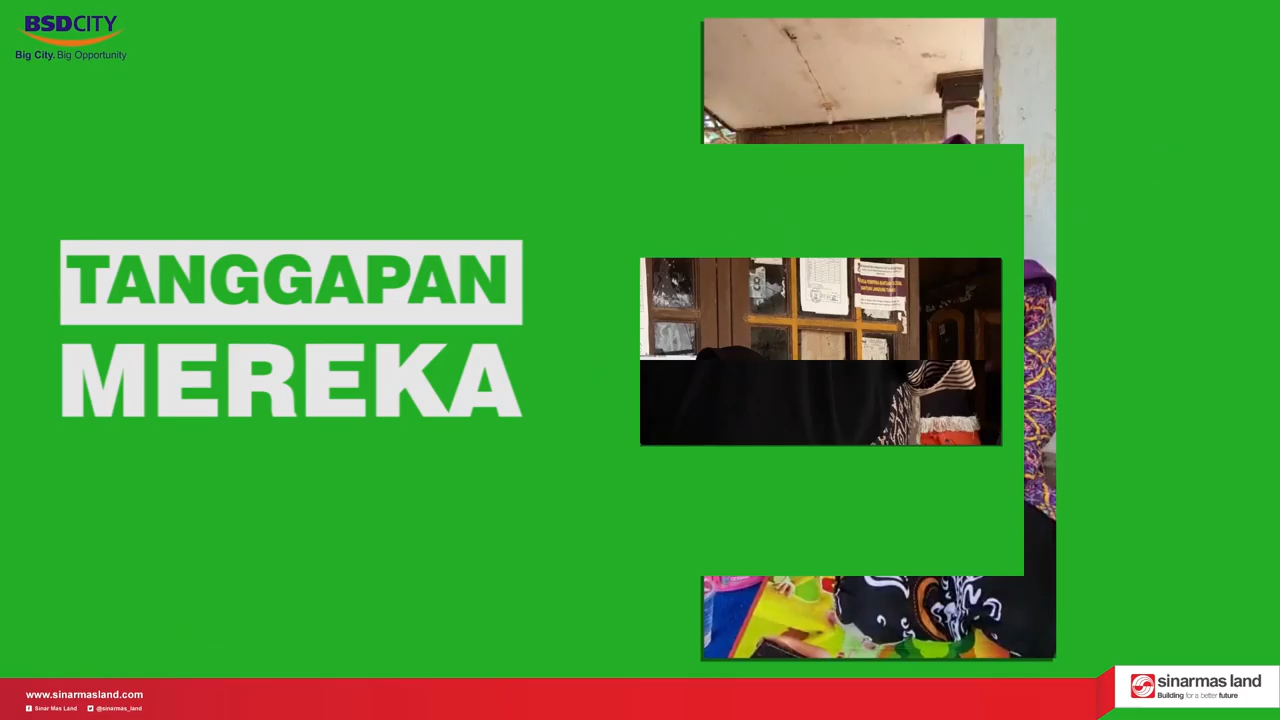 BSDCITY
Big City. Big Opportunity
TANGGAPAN
MEREKA
www.sinarmasland.com
Sinar Mas Land @sinarmas_land
sinarmas land
Building for a better future